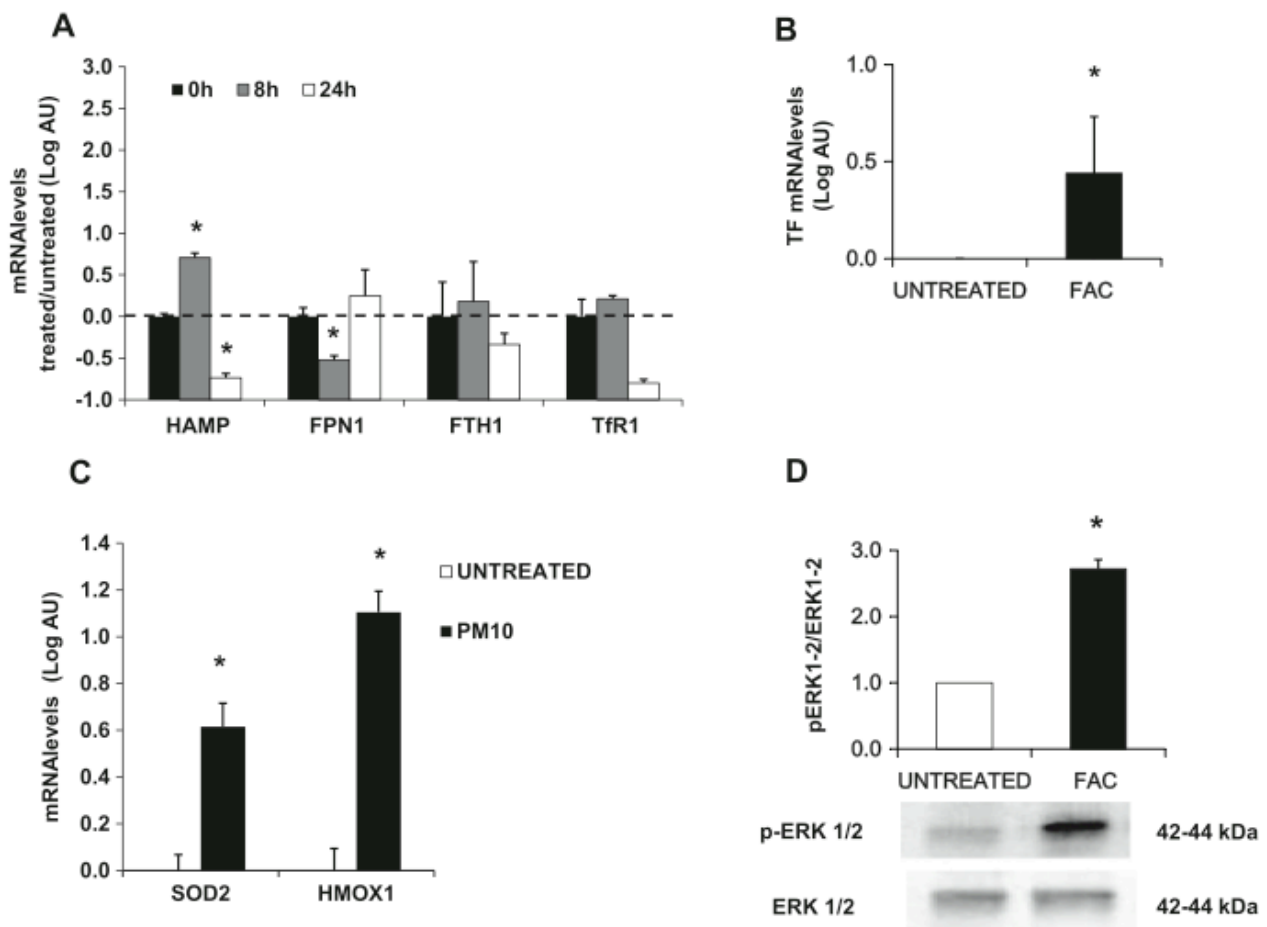 A
mRNAlevels
treated/untreated (Log AU)
3.0
2.5
2.0
1.5
1.0
0.5
0.0
-0.5
-1.0
0h 8h 24h
*
*
*
HAMP FPN1 FTH1 TfR1
B
TF mRNAlevels
(Log AU)
1.0
0.5
0.0
*
UNTREATED FAC
C
mRNAlevels (Log AU)
1.4
1.2
1.0
0.8
0.6
0.4
0.2
0.0
*
*
UNTREATED
PM10
SOD2 HMOX1
D
pERK1-2/ERK1-2
3.0
2.0
1.0
0.0
*
UNTREATED FAC
p-ERK 1/2 42-44 kDa
ERK 1/2 42-44 kDa